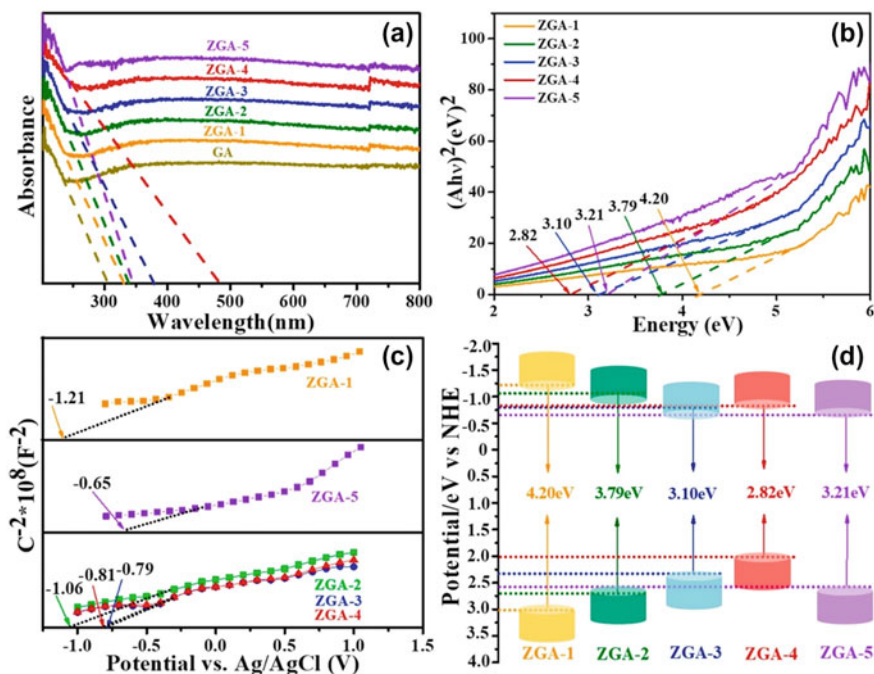 (a)
ZGA-5
ZGA-4
ZGA-3
ZGA-2
ZGA-1
GA
Absorbance
300 400 500 600 700 800
Wavelength(nm)
(b)
ZGA-1
ZGA-2
ZGA-3
ZGA-4
ZGA-5
100
80
60
40
20
0
2.82 3.10 3.21 3.79 4.20
2 3 4 5 6
(Ahν)²(eV)²
Energy (eV)
(c)
-1.21
ZGA-1
-0.65
ZGA-5
-1.06 -0.81 -0.79
ZGA-2
ZGA-3
ZGA-4
C⁻²*10⁸(F⁻²)
-1.0 -0.5 0.0 0.5 1.0 1.5
Potential vs. Ag/AgCl (V)
(d)
Potential/eV vs NHE
-2.0
-1.5
-1.0
-0.5
0
0.5
1.0
1.5
2.0
2.5
3.0
3.5
4.0
4.20eV 3.79eV 3.10eV 2.82eV 3.21eV
ZGA-1 ZGA-2 ZGA-3 ZGA-4 ZGA-5